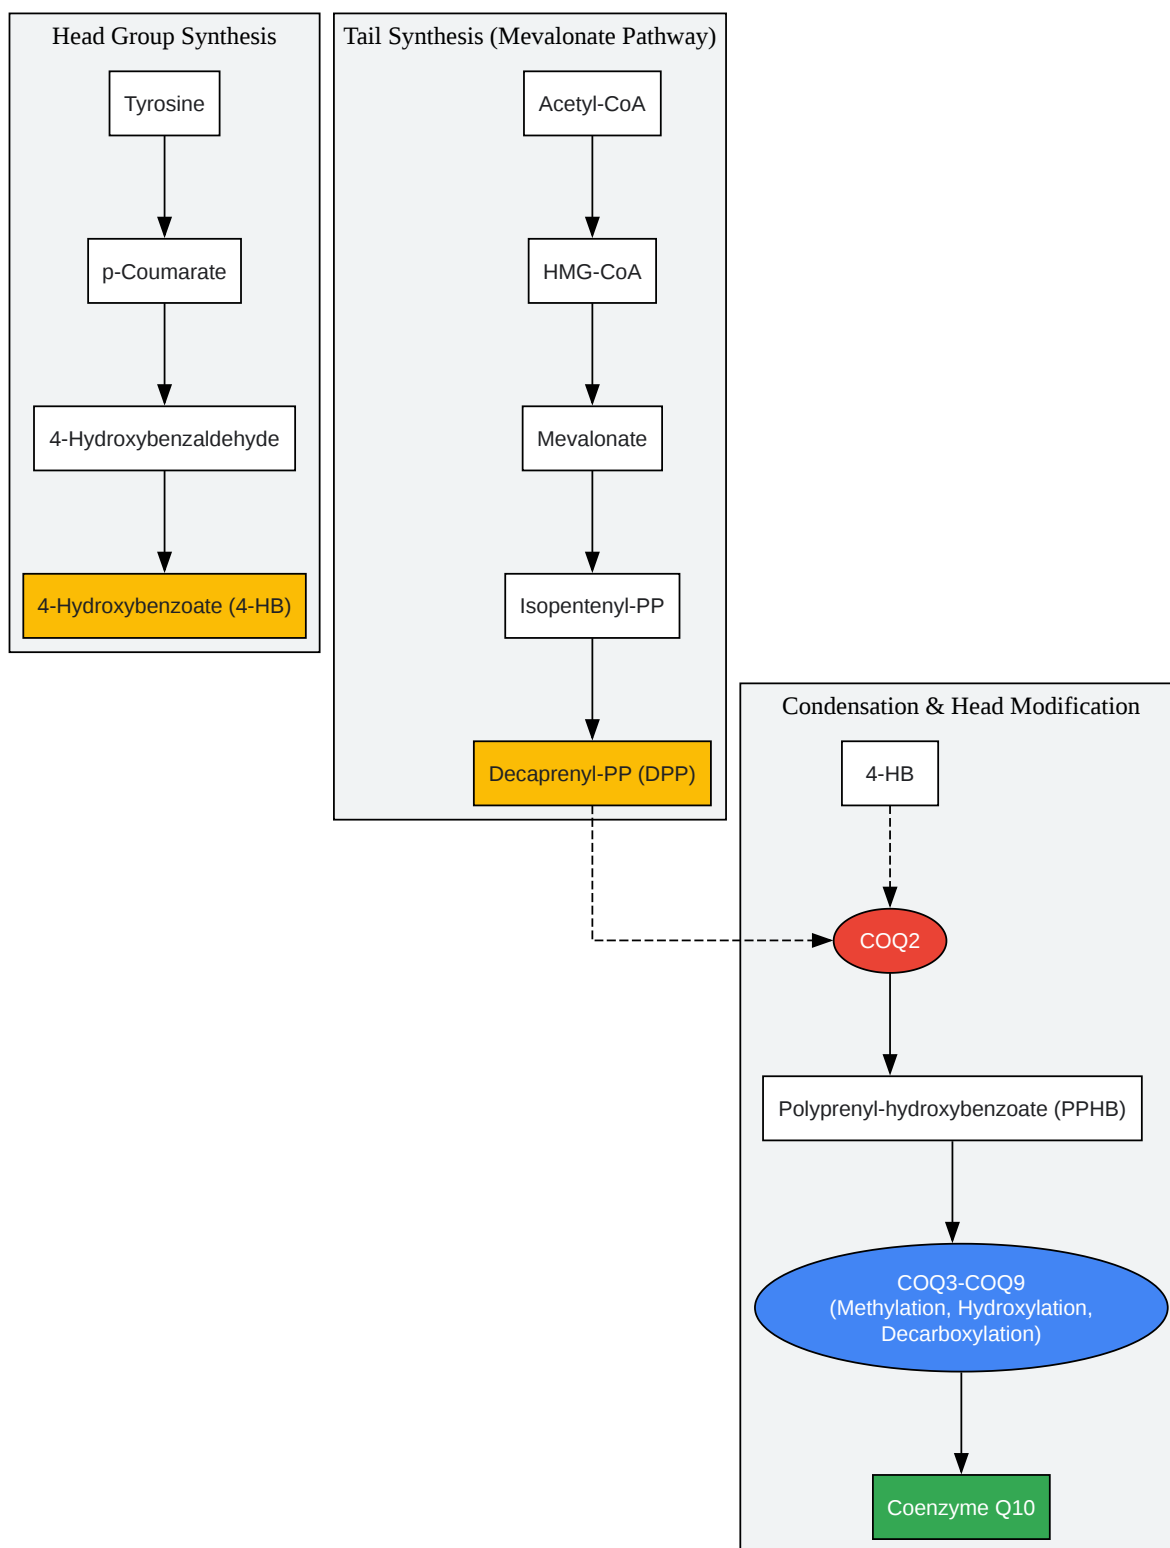 Head Group Synthesis
Tyrosine
p-Coumarate
4-Hydroxybenzaldehyde
4-Hydroxybenzoate (4-HB)
Tail Synthesis (Mevalonate Pathway)
Acetyl-CoA
HMG-CoA
Mevalonate
Isopentenyl-PP
Decaprenyl-PP (DPP)
Condensation & Head Modification
4-HB
COQ2
Polyprenyl-hydroxybenzoate (PPHB)
COQ3-COQ9
(Methylation, Hydroxylation,
Decarboxylation)
Coenzyme Q10